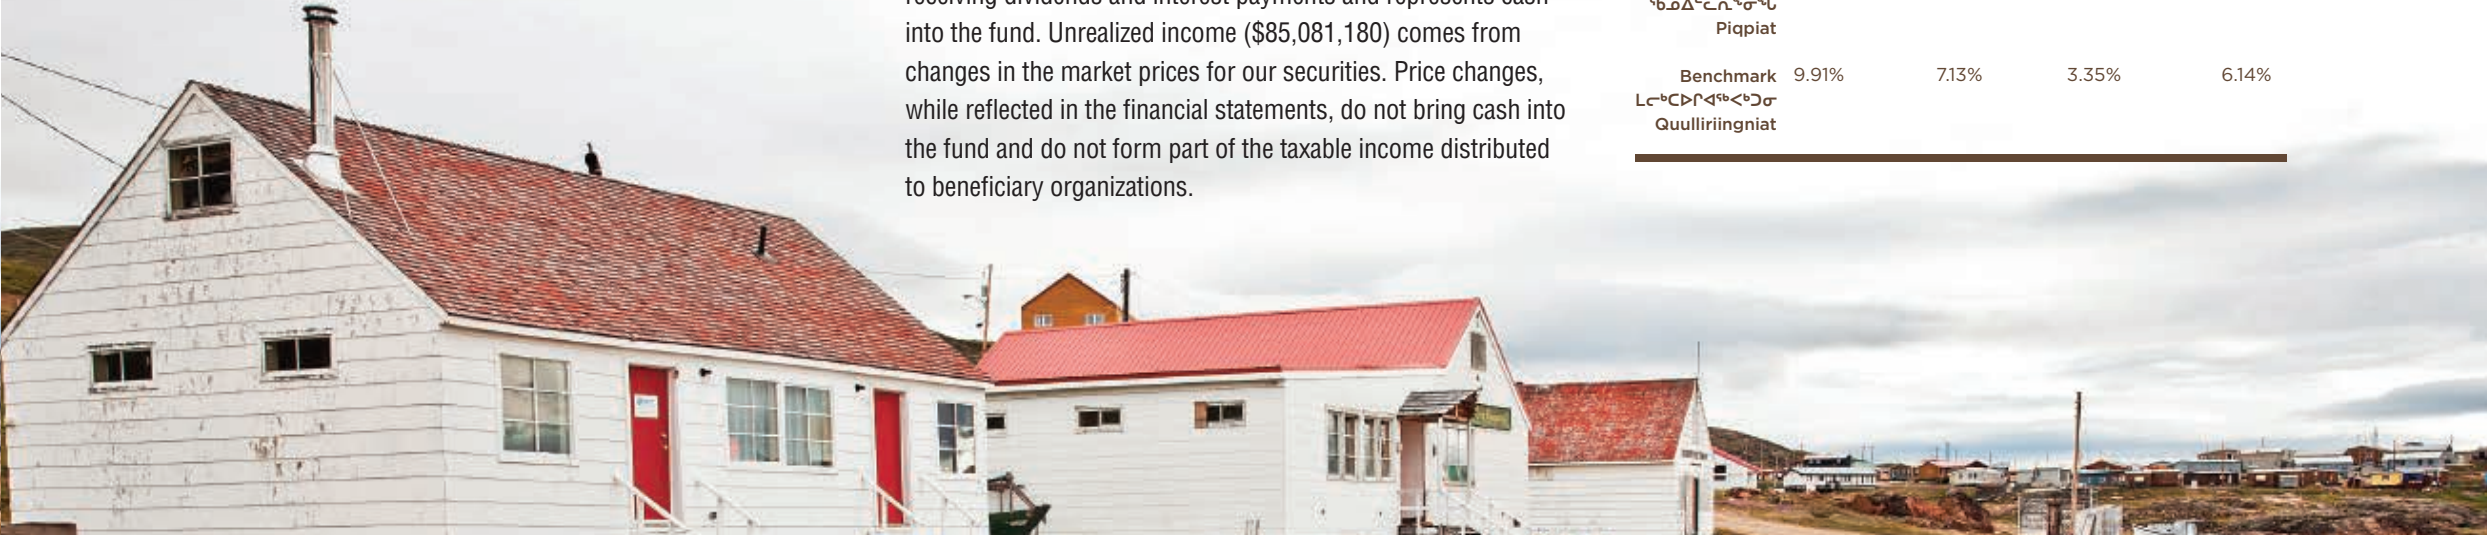 into the fund. Unrealized income ($85,081,180) comes from
changes in the market prices for our securities. Price changes,
while reflected in the financial statements, do not bring cash into
the fund and do not form part of the taxable income distributed
to beneficiary organizations.
Piqpiat
Benchmark 9.91% 7.13% 3.35% 6.14%
ᒪᓕᒃᑕᐅᒋᐊᖅᐸᒃᑐᓂ
Quulliriingniat